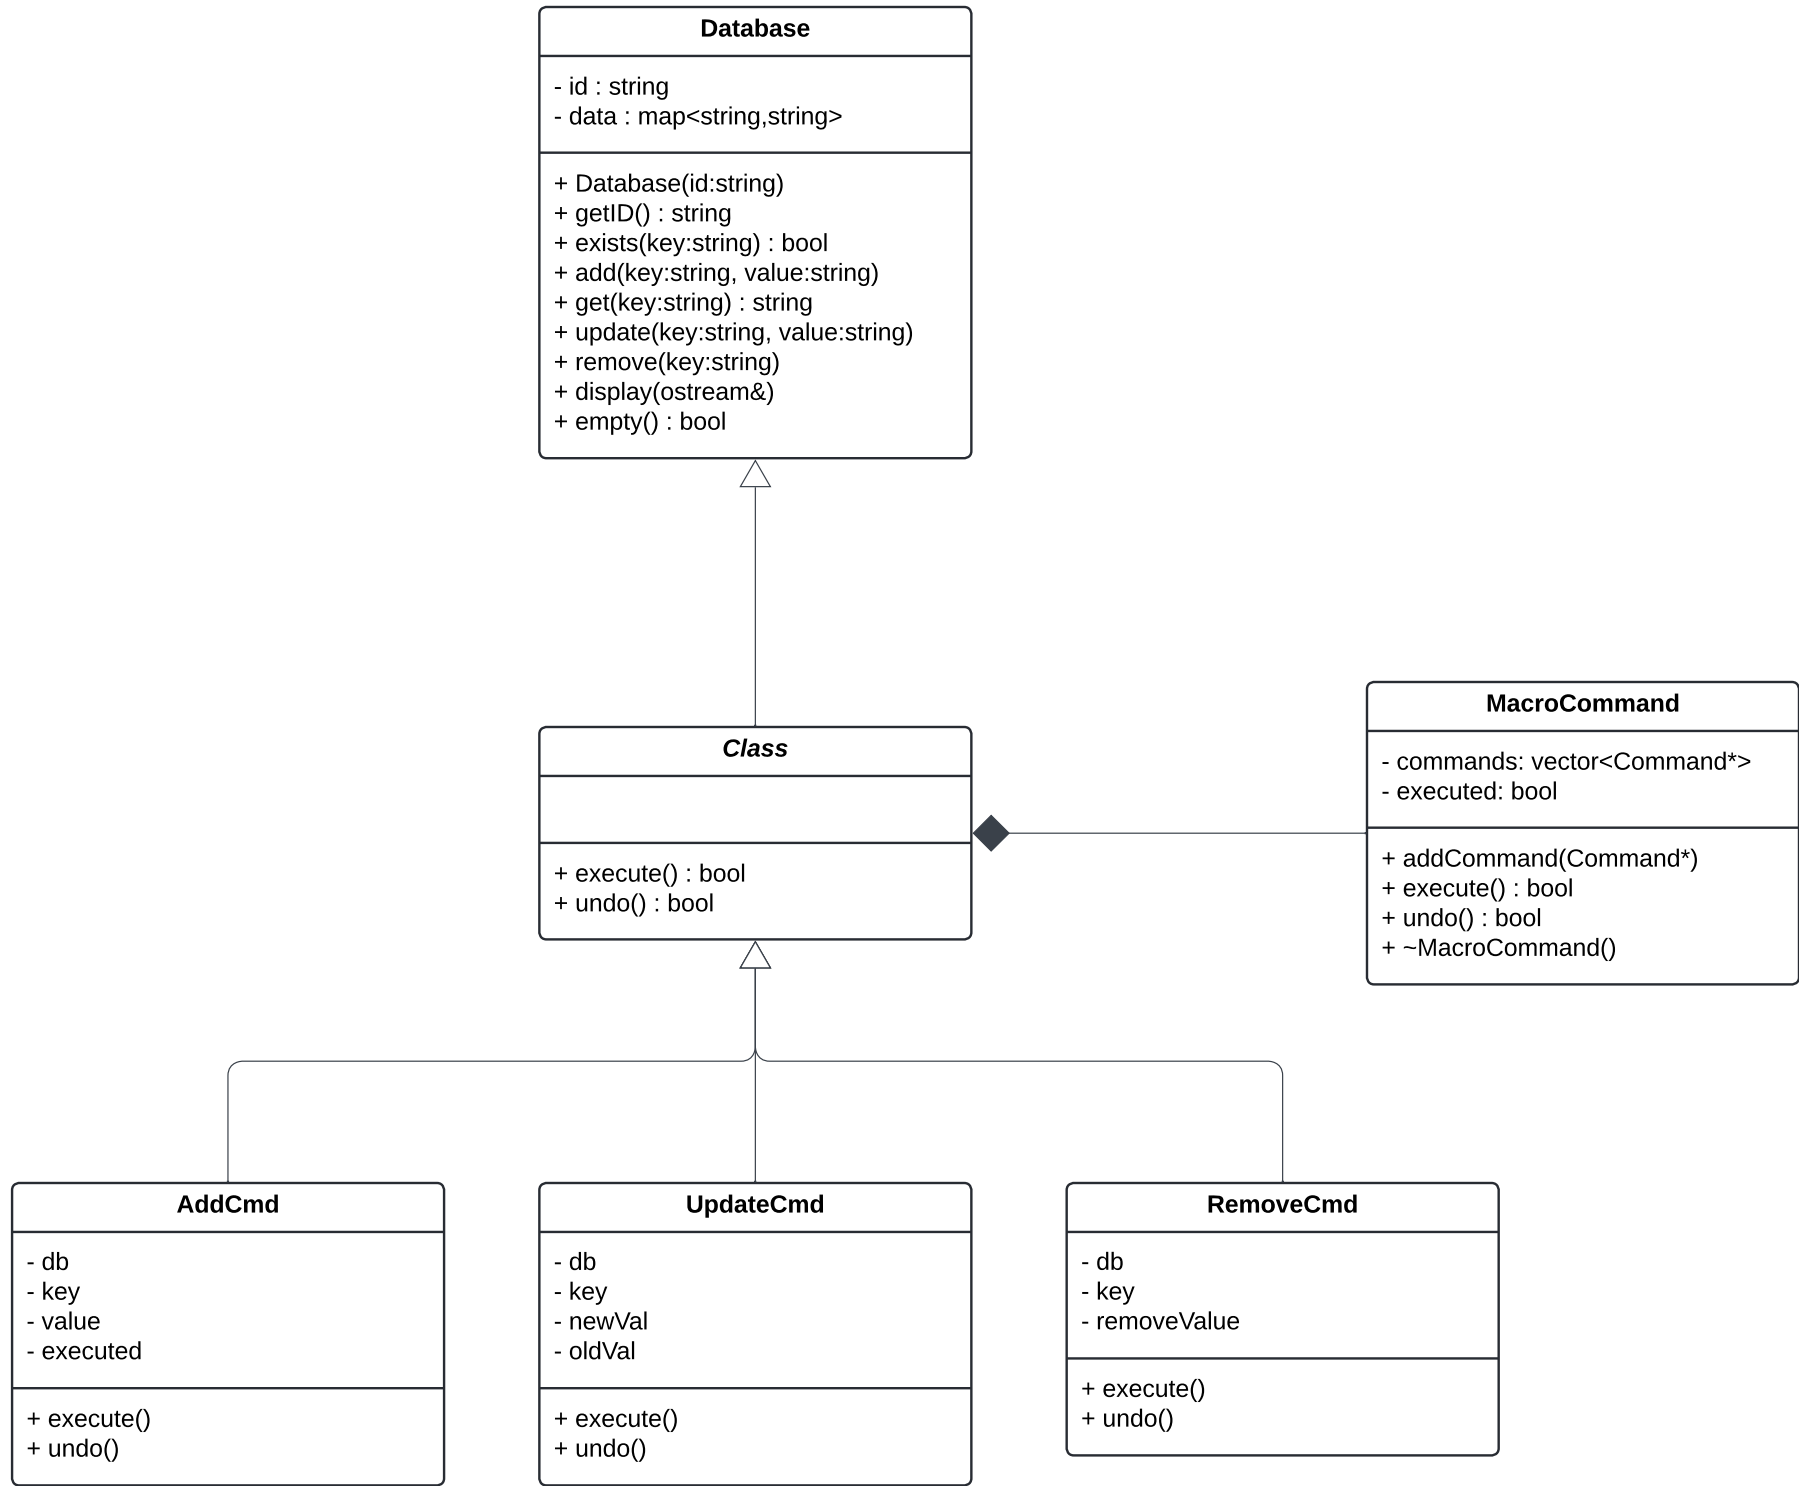 Database
- id : string
- data : map<string,string>
+ Database(id:string)
+ getID() : string
+ exists(key:string) : bool
+ add(key:string, value:string)
+ get(key:string) : string
+ update(key:string, value:string)
+ remove(key:string)
+ display(ostream&)
+ empty() : bool
Class
+ execute() : bool
+ undo() : bool
MacroCommand
- commands: vector<Command*>
- executed: bool
+ addCommand(Command*)
+ execute() : bool
+ undo() : bool
+ ~MacroCommand()
AddCmd
- db
- key
- value
- executed
+ execute()
+ undo()
UpdateCmd
- db
- key
- newVal
- oldVal
+ execute()
+ undo()
RemoveCmd
- db
- key
- removeValue
+ execute()
+ undo()